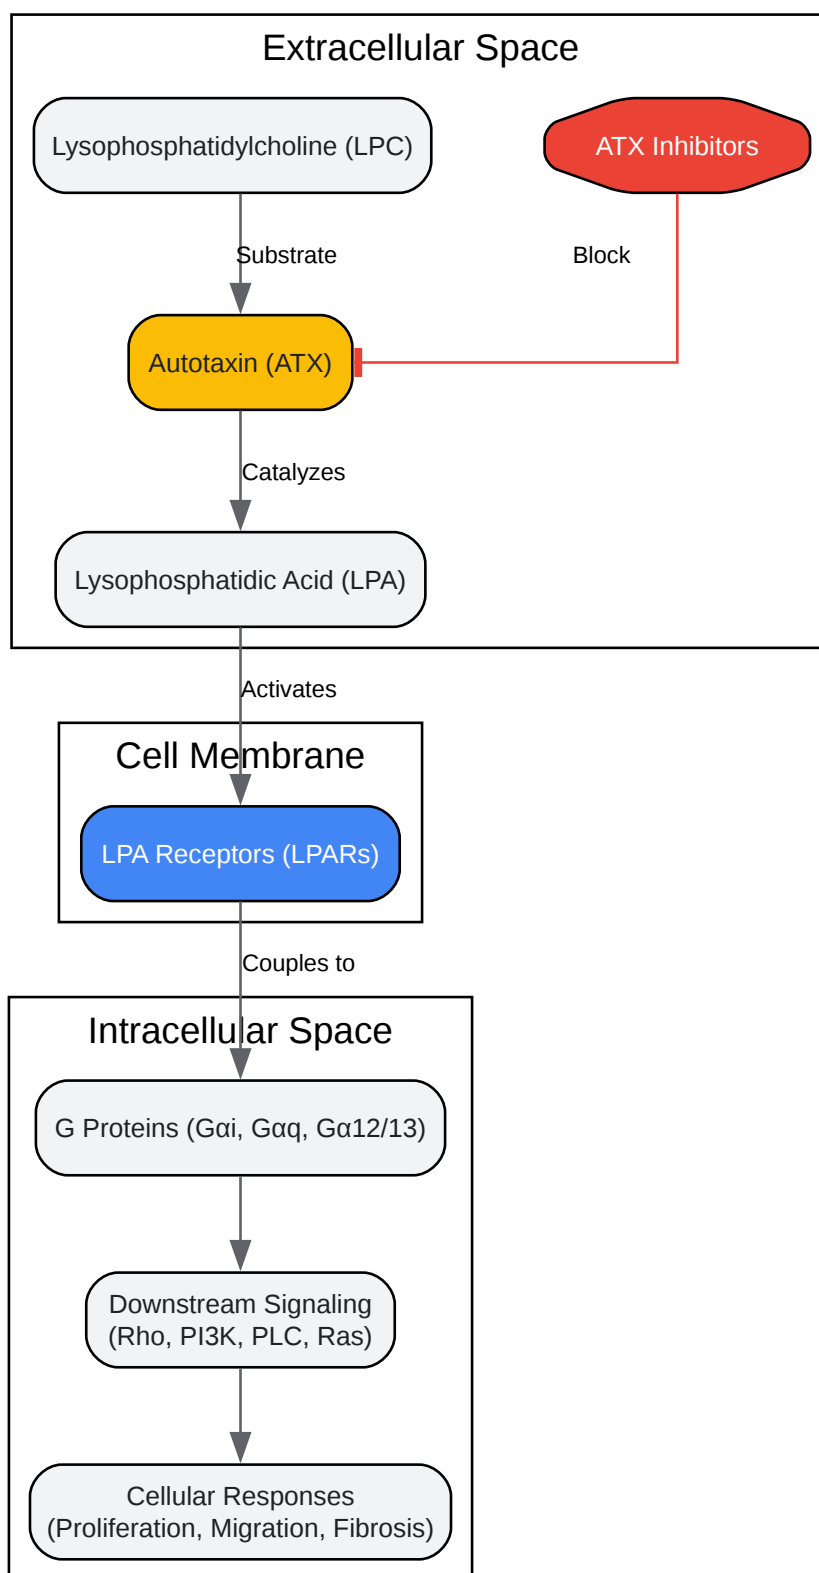 Extracellular Space
Lysophosphatidylcholine (LPC)
ATX Inhibitors
Substrate
Block
Autotaxin (ATX)
Catalyzes
Lysophosphatidic Acid (LPA)
Activates
Cell Membrane
LPA Receptors (LPARs)
Couples to
Intracellular Space
G Proteins (Gαi, Gαq, Gα12/13)
Downstream Signaling
(Rho, PI3K, PLC, Ras)
Cellular Responses
(Proliferation, Migration, Fibrosis)